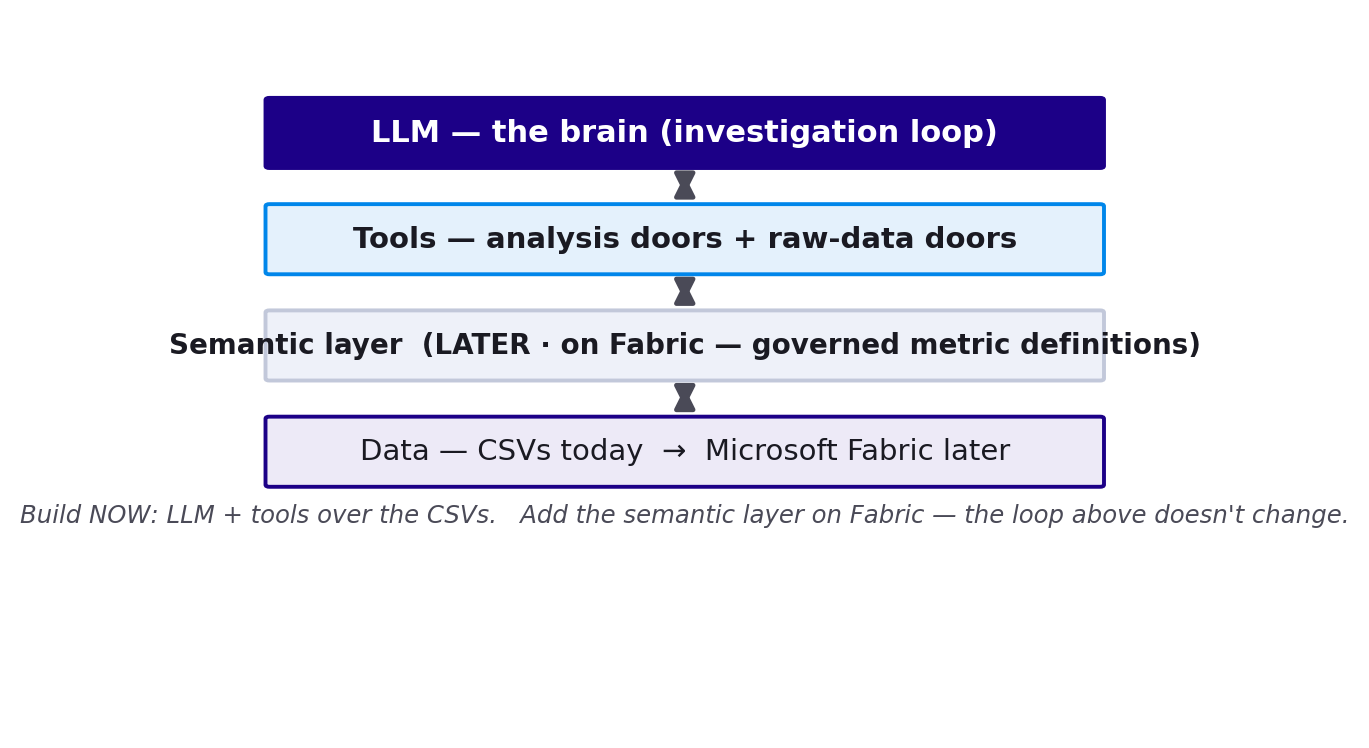 LLM — the brain (investigation loop)
Tools — analysis doors + raw-data doors
Semantic layer  (LATER · on Fabric — governed metric definitions)
Data — CSVs today  →  Microsoft Fabric later
Build NOW: LLM + tools over the CSVs.   Add the semantic layer on Fabric — the loop above doesn't change.